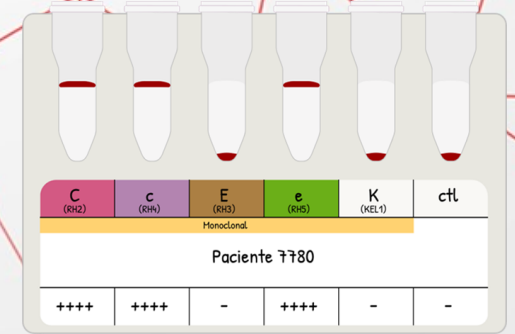 C c E e K ctl
(RH2) (RH4) (RH3) (RH5) (KEL1)
Monoclonal
Paciente 7780
++++ ++++ - ++++ - -